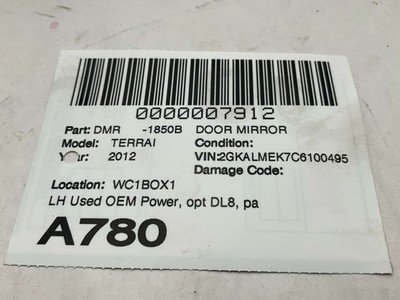 0000007912
Part: DMR -1850B DOOR MIRROR
Model: TERRAI Condition:
Year: 2012 VIN:2GKALMEK7C6100495
Damage Code:
Location: WC1BOX1
LH Used OEM Power, opt DL8, pa
A780